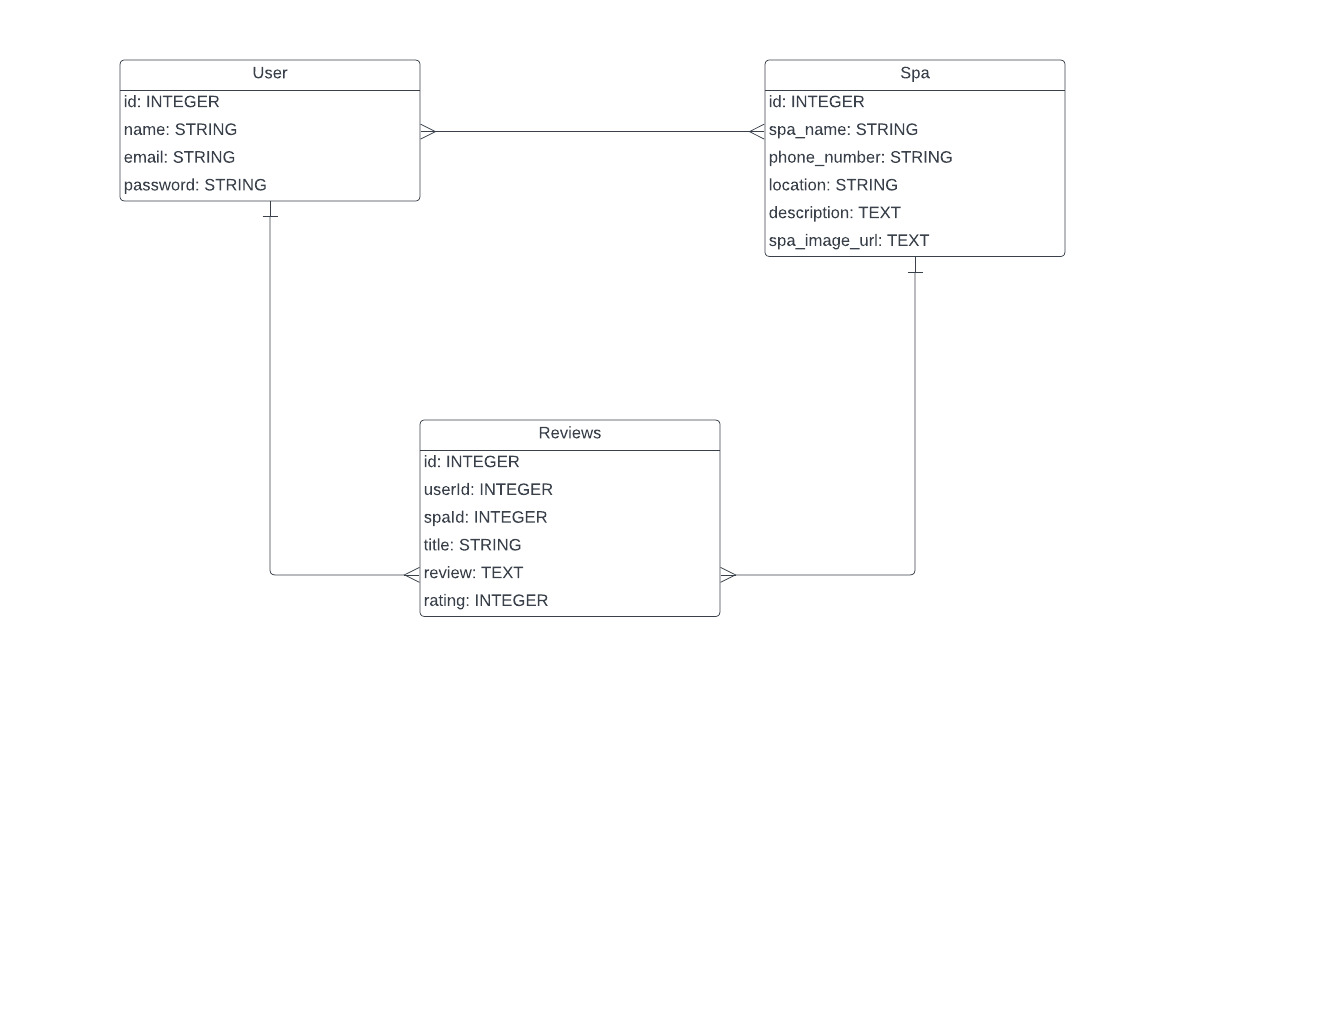 User
id: INTEGER
name: STRING
email: STRING
password: STRING
Spa
id: INTEGER
spa_name: STRING
phone_number: STRING
location: STRING
description: TEXT
spa_image_url: TEXT
Reviews
id: INTEGER
userId: INTEGER
spaId: INTEGER
title: STRING
review: TEXT
rating: INTEGER